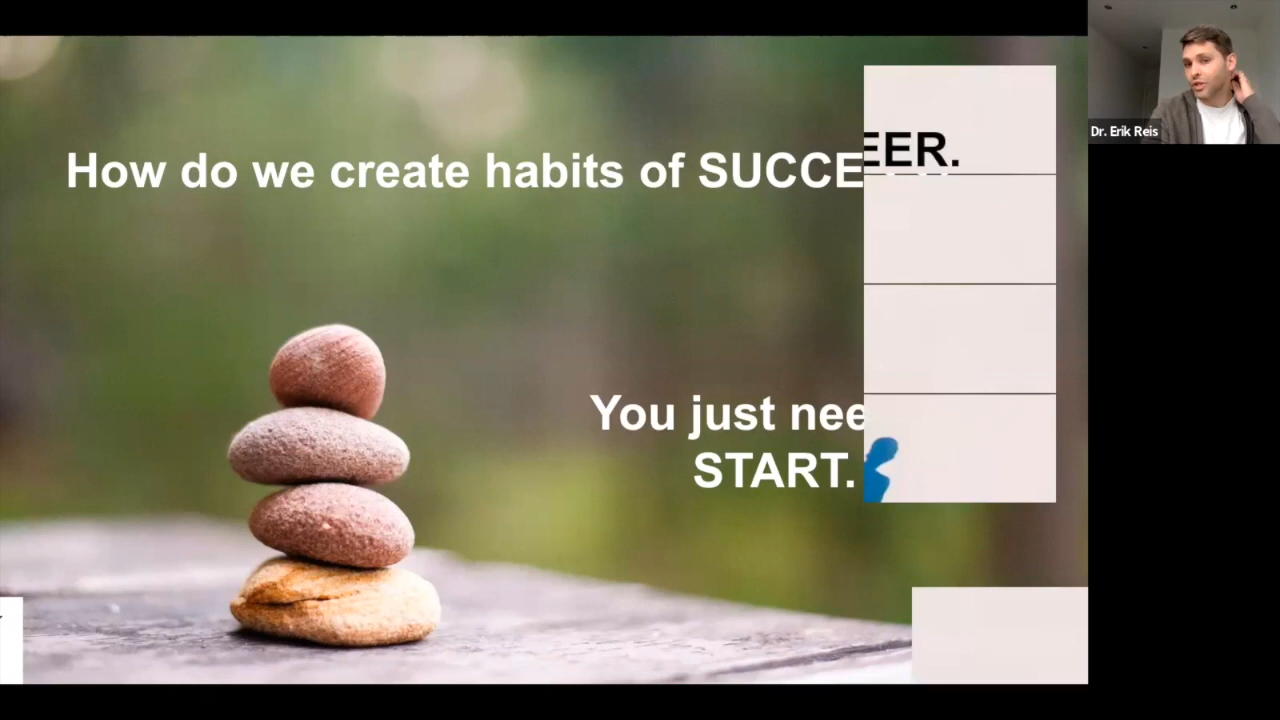 How do we create habits of SUCCE
EER.
You just nee
START.
Dr. Erik Reis